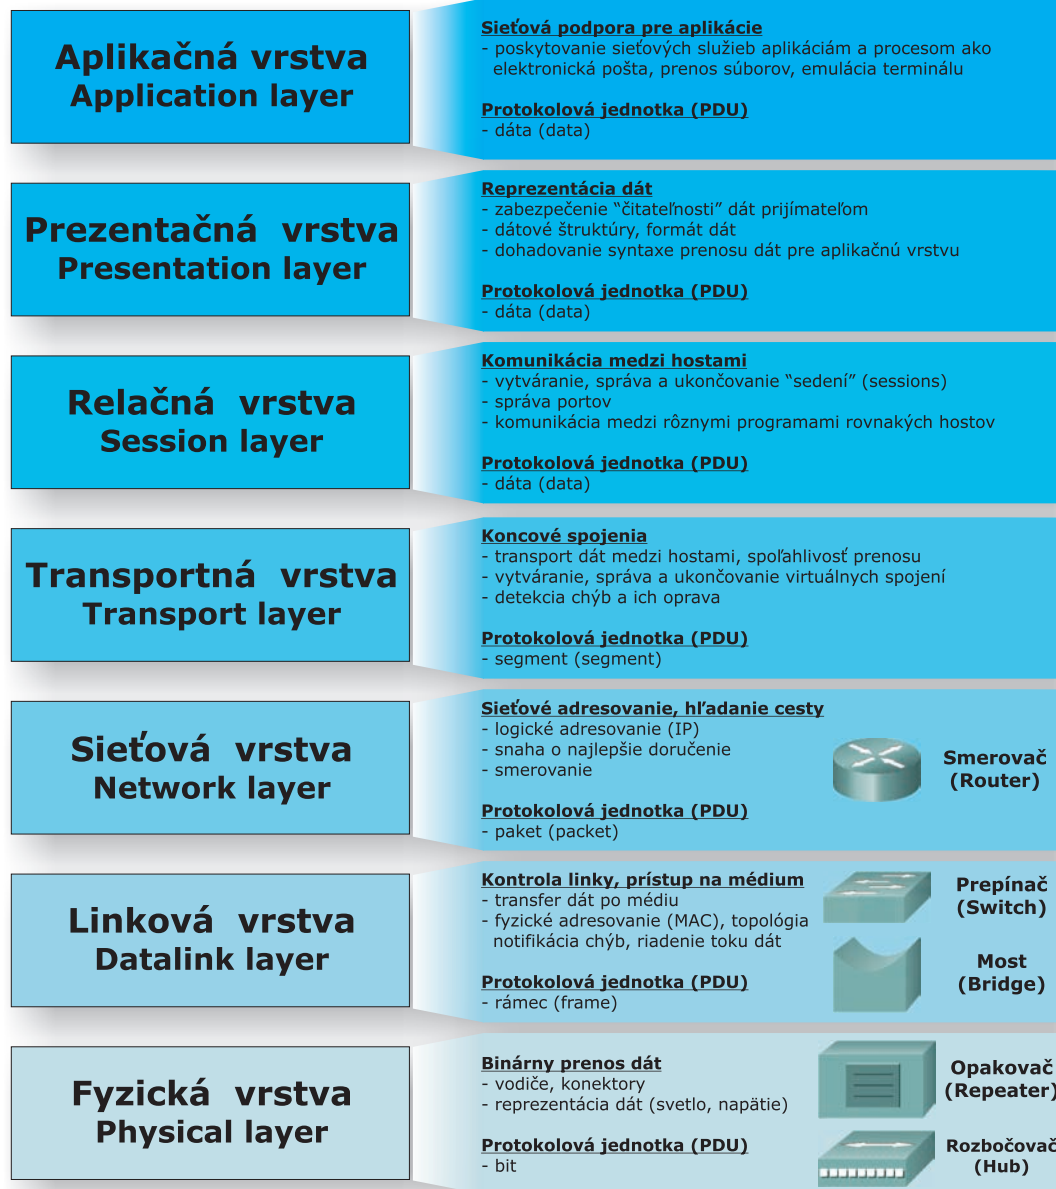 Aplikačná vrstva
Application layer
Sieťová podpora pre aplikácie
- poskytovanie sieťových služieb aplikáciám a procesom ako
elektronická pošta, prenos súborov, emulácia terminálu
Protokolová jednotka (PDU)
- dáta (data)
Prezentačná vrstva
Presentation layer
Reprezentácia dát
- zabezpečenie “čitateľnosti” dát prijímateľom
- dátové štruktúry, formát dát
- dohadovanie syntaxe prenosu dát pre aplikačnú vrstvu
Protokolová jednotka (PDU)
- dáta (data)
Relačná vrstva
Session layer
Komunikácia medzi hostami
- vytváranie, správa a ukončovanie “sedení” (sessions)
- správa portov
- komunikácia medzi rôznymi programami rovnakých hostov
Protokolová jednotka (PDU)
- dáta (data)
Transportná vrstva
Transport layer
Koncové spojenia
- transport dát medzi hostami, spoľahlivosť prenosu
- vytváranie, správa a ukončovanie virtuálnych spojení
- detekcia chýb a ich oprava
Protokolová jednotka (PDU)
- segment (segment)
Sieťová vrstva
Network layer
Sieťové adresovanie, hľadanie cesty
- logické adresovanie (IP)
- snaha o najlepšie doručenie
- smerovanie
Protokolová jednotka (PDU)
- paket (packet)
Smerovač
(Router)
Linková vrstva
Datalink layer
Kontrola linky, prístup na médium
- transfer dát po médiu
- fyzické adresovanie (MAC), topológia
notifikácia chýb, riadenie toku dát
Protokolová jednotka (PDU)
- rámec (frame)
Prepínač
(Switch)
Most
(Bridge)
Fyzická vrstva
Physical layer
Binárny prenos dát
- vodiče, konektory
- reprezentácia dát (svetlo, napätie)
Protokolová jednotka (PDU)
- bit
Opakovač
(Repeater)
Rozbočovač
(Hub)